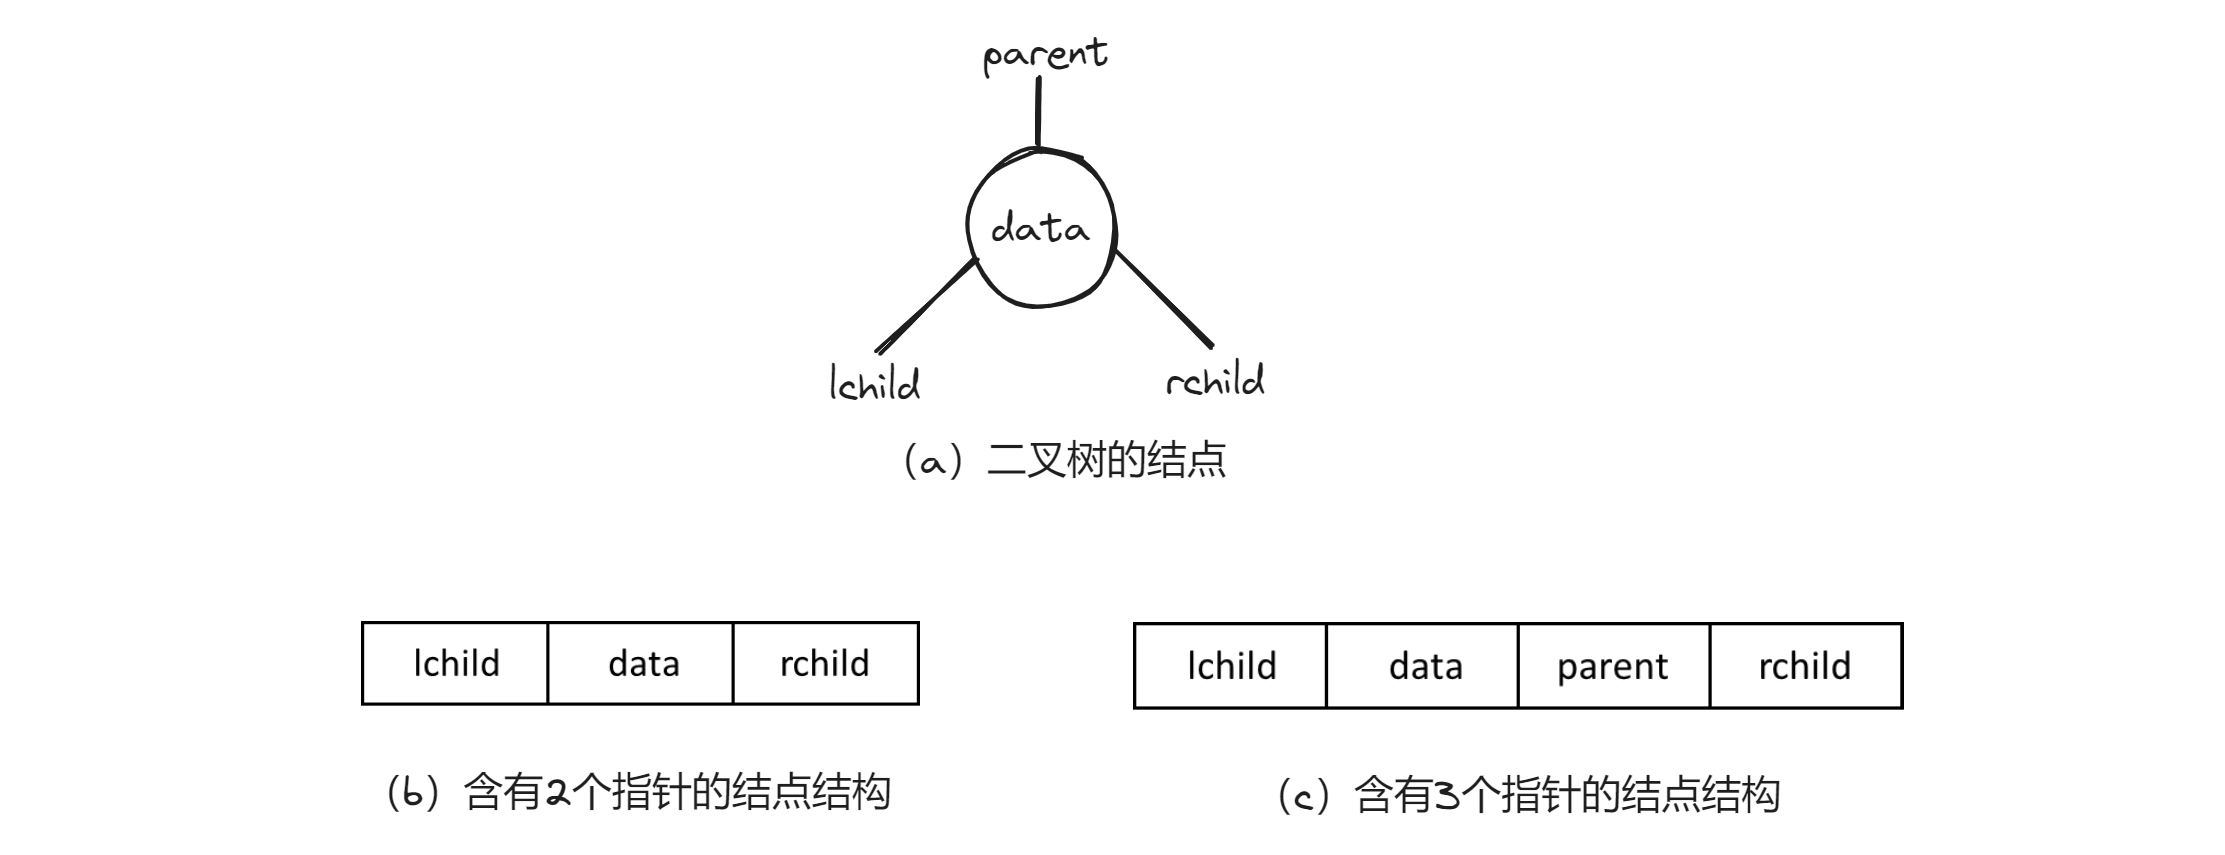 parent
data
lchild
rchild
（a）二叉树的结点
lchild data rchild
lchild data parent rchild
（b）含有2个指针的结点结构
（c）含有3个指针的结点结构